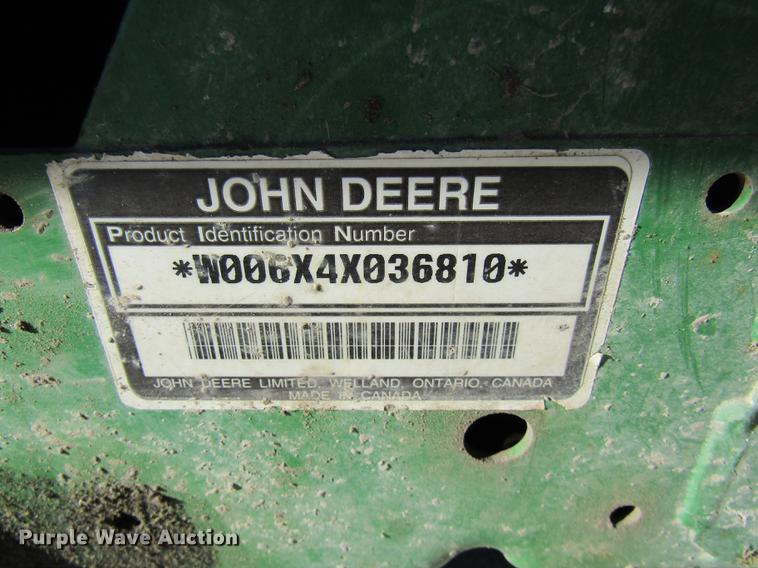 JOHN DEERE
Product Identification Number
*W006X4X036810*
JOHN DEERE LIMITED, WELLAND, ONTARIO, CANADA
MADE IN CANADA
Purple Wave Auction